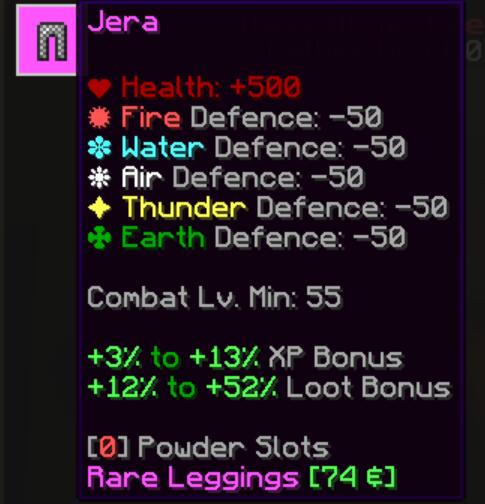 Jera
❤ Health: +500
✹ Fire Defence: -50
❉ Water Defence: -50
❋ Air Defence: -50
✦ Thunder Defence: -50
✤ Earth Defence: -50
Combat Lv. Min: 55
+3% to +13% XP Bonus
+12% to +52% Loot Bonus
[0] Powder Slots
Rare Leggings [74 ¢]